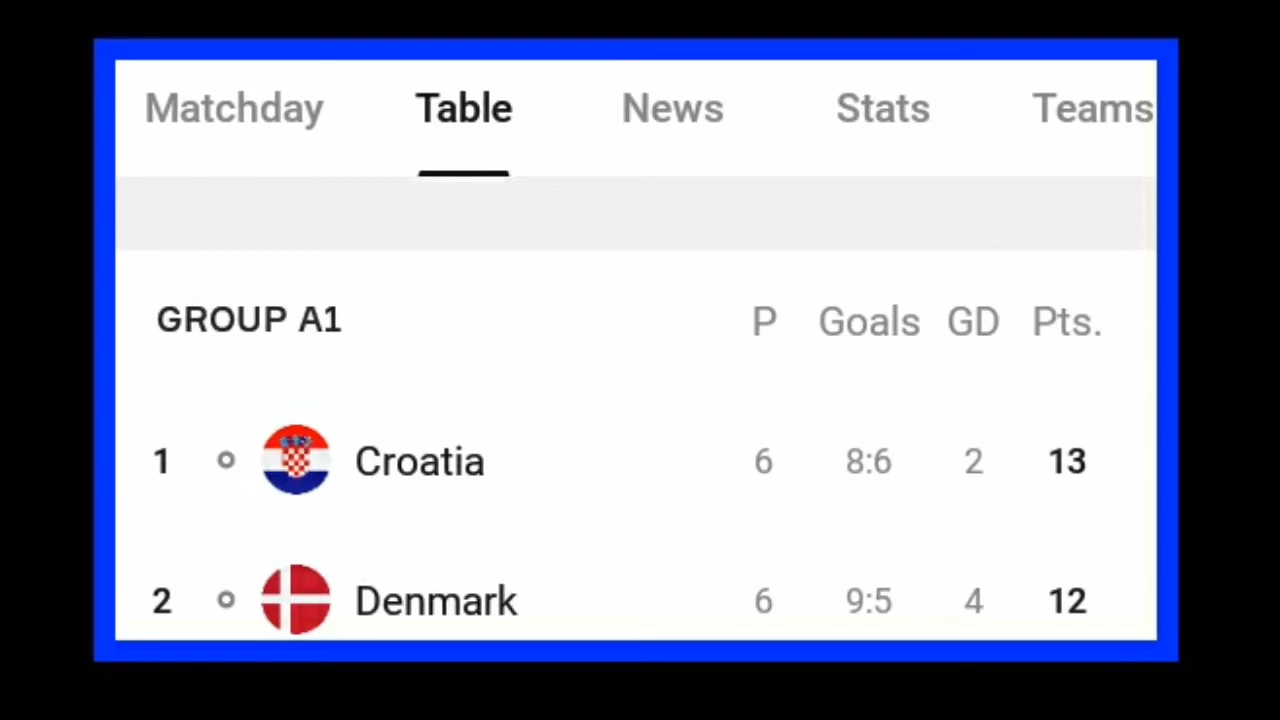 Matchday Table News Stats Teams
GROUP A1 P Goals GD Pts.
1 Croatia 6 8:6 2 13
2 Denmark 6 9:5 4 12